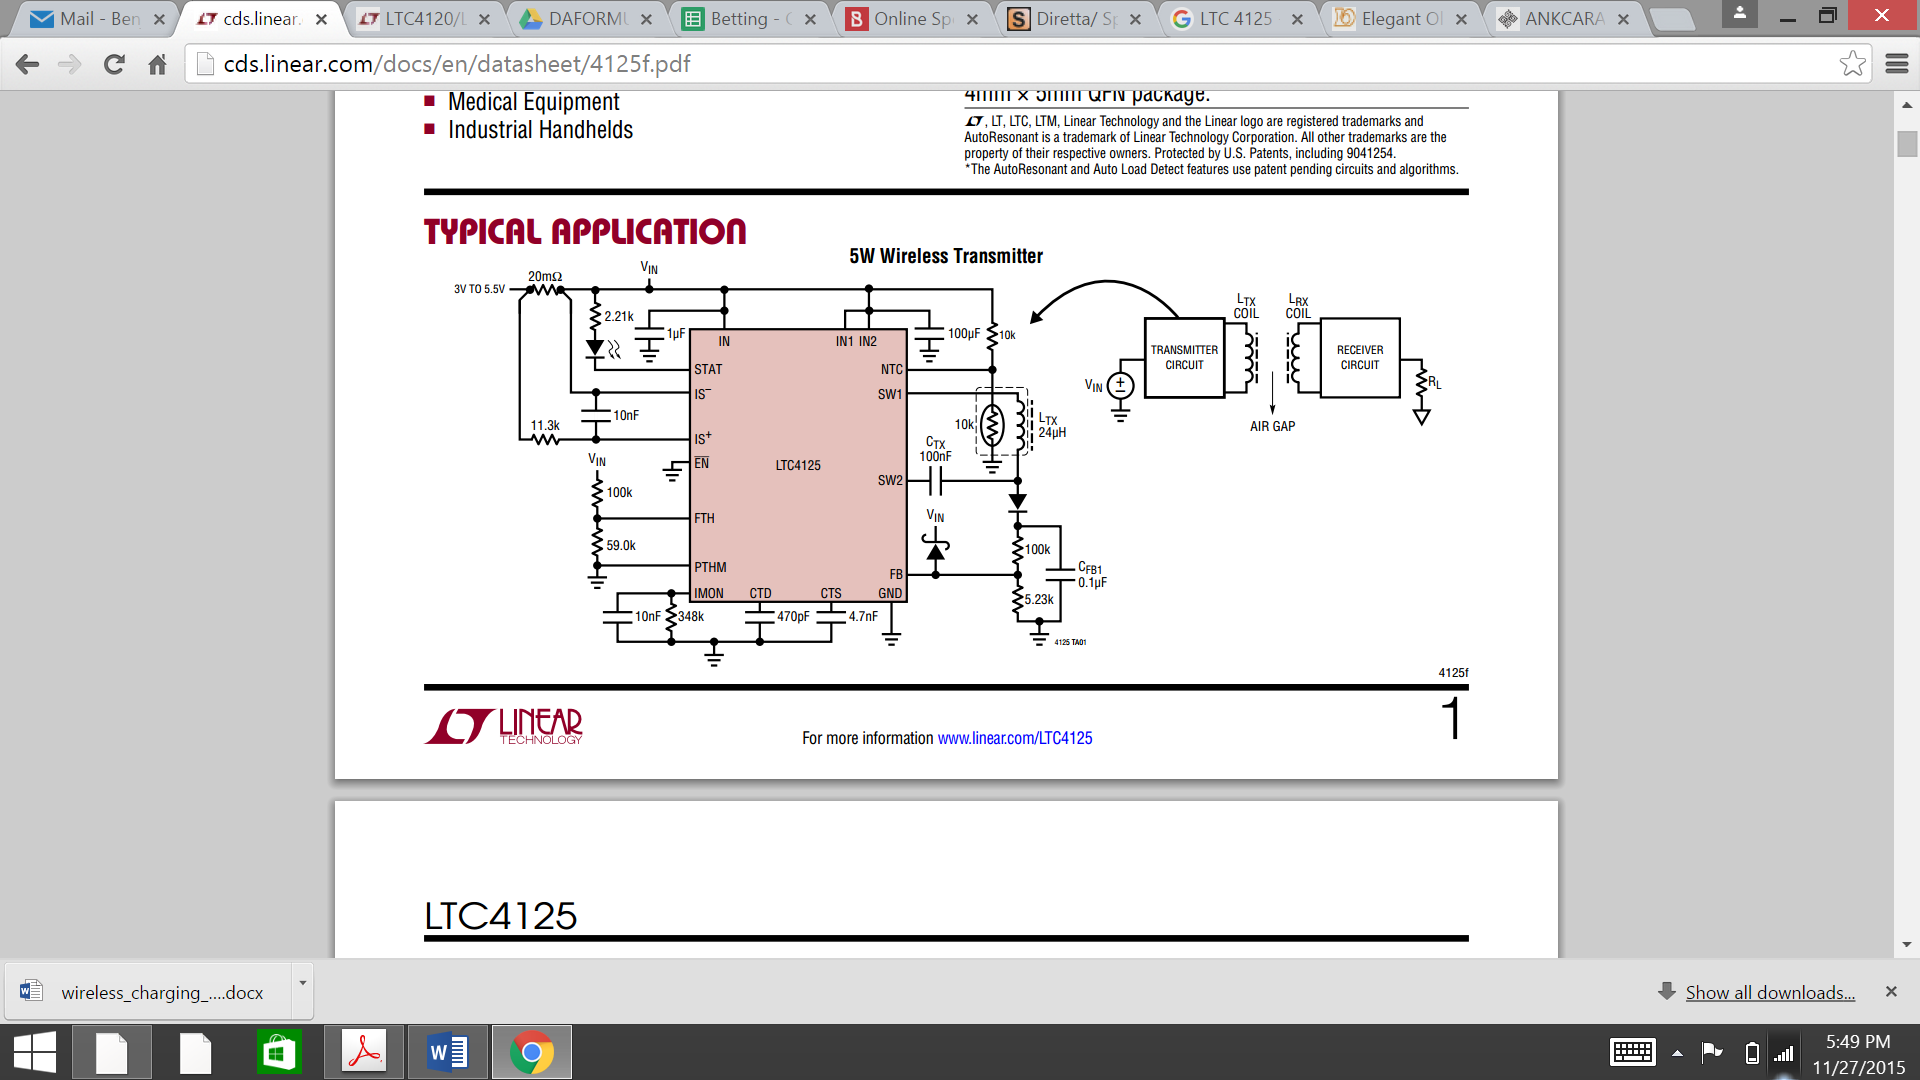 Mail - Ben
cds.linear.
LTC4120/L
DAFORMU
Betting - C
Online Spo
Diretta/ Sp
LTC 4125
Elegant Ol
ANKCARA
cds.linear.com/docs/en/datasheet/4125f.pdf
■ Medical Equipment
■ Industrial Handhelds
4mm × 5mm QFN package.
LT, LT, LTC, LTM, Linear Technology and the Linear logo are registered trademarks and
AutoResonant is a trademark of Linear Technology Corporation. All other trademarks are the
property of their respective owners. Protected by U.S. Patents, including 9041254.
*The AutoResonant and Auto Load Detect features use patent pending circuits and algorithms.
TYPICAL APPLICATION
5W Wireless Transmitter
3V TO 5.5V
20mΩ
VIN
2.21k
1µF
IN
IN1 IN2
100µF
10k
STAT
NTC
IS−
SW1
10nF
11.3k
IS+
10k
LTX
24µH
CTX
100nF
VIN
EN
LTC4125
SW2
100k
FTH
VIN
59.0k
100k
PTHM
FB
CFB1
0.1µF
IMON
CTD
CTS
GND
5.23k
10nF
348k
470pF
4.7nF
4125 TA01
LTX
COIL
LRX
COIL
TRANSMITTER
CIRCUIT
RECEIVER
CIRCUIT
VIN
±
RL
AIR GAP
4125f
LINEAR
TECHNOLOGY
For more information www.linear.com/LTC4125
1
LTC4125
wireless_charging_....docx
Show all downloads...
5:49 PM
11/27/2015